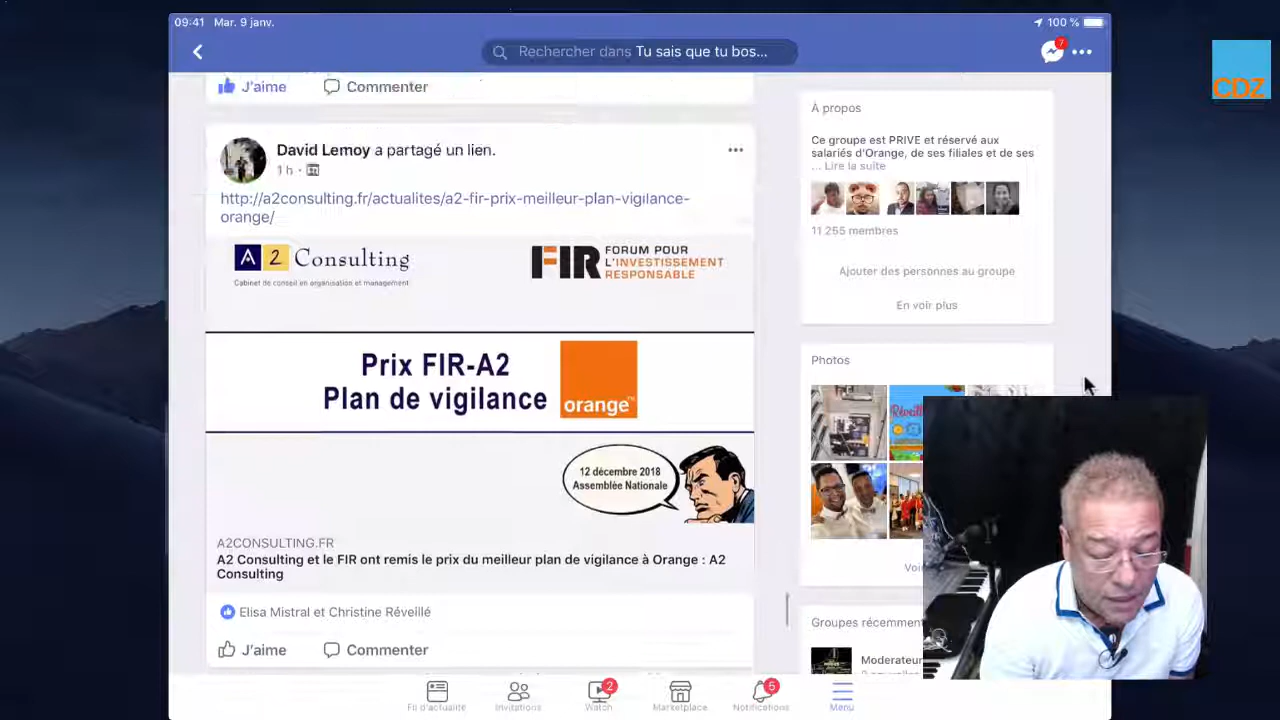 09:41 Mar. 9 janv.
100 %
Rechercher dans Tu sais que tu bos...
7
CDZ
J'aime
Commenter
David Lemoy a partagé un lien.
1 h
http://a2consulting.fr/actualites/a2-fir-prix-meilleur-plan-vigilance-
orange/
A2 Consulting
Cabinet de conseil en organisation et management
FIR FORUM POUR
L'INVESTISSEMENT
RESPONSABLE
Prix FIR-A2
Plan de vigilance
orange™
12 décembre 2018
Assemblée Nationale
A2CONSULTING.FR
A2 Consulting et le FIR ont remis le prix du meilleur plan de vigilance à Orange : A2
Consulting
Elisa Mistral et Christine Réveillé
J'aime
Commenter
À propos
Ce groupe est PRIVE et réservé aux
salariés d'Orange, de ses filiales et de ses
... Lire la suite
11 255 membres
Ajouter des personnes au groupe
En voir plus
Photos
Groupes récemment
Moderateur
Fil d'actualité
Invitations
2
Watch
Marketplace
5
Notifications
Menu